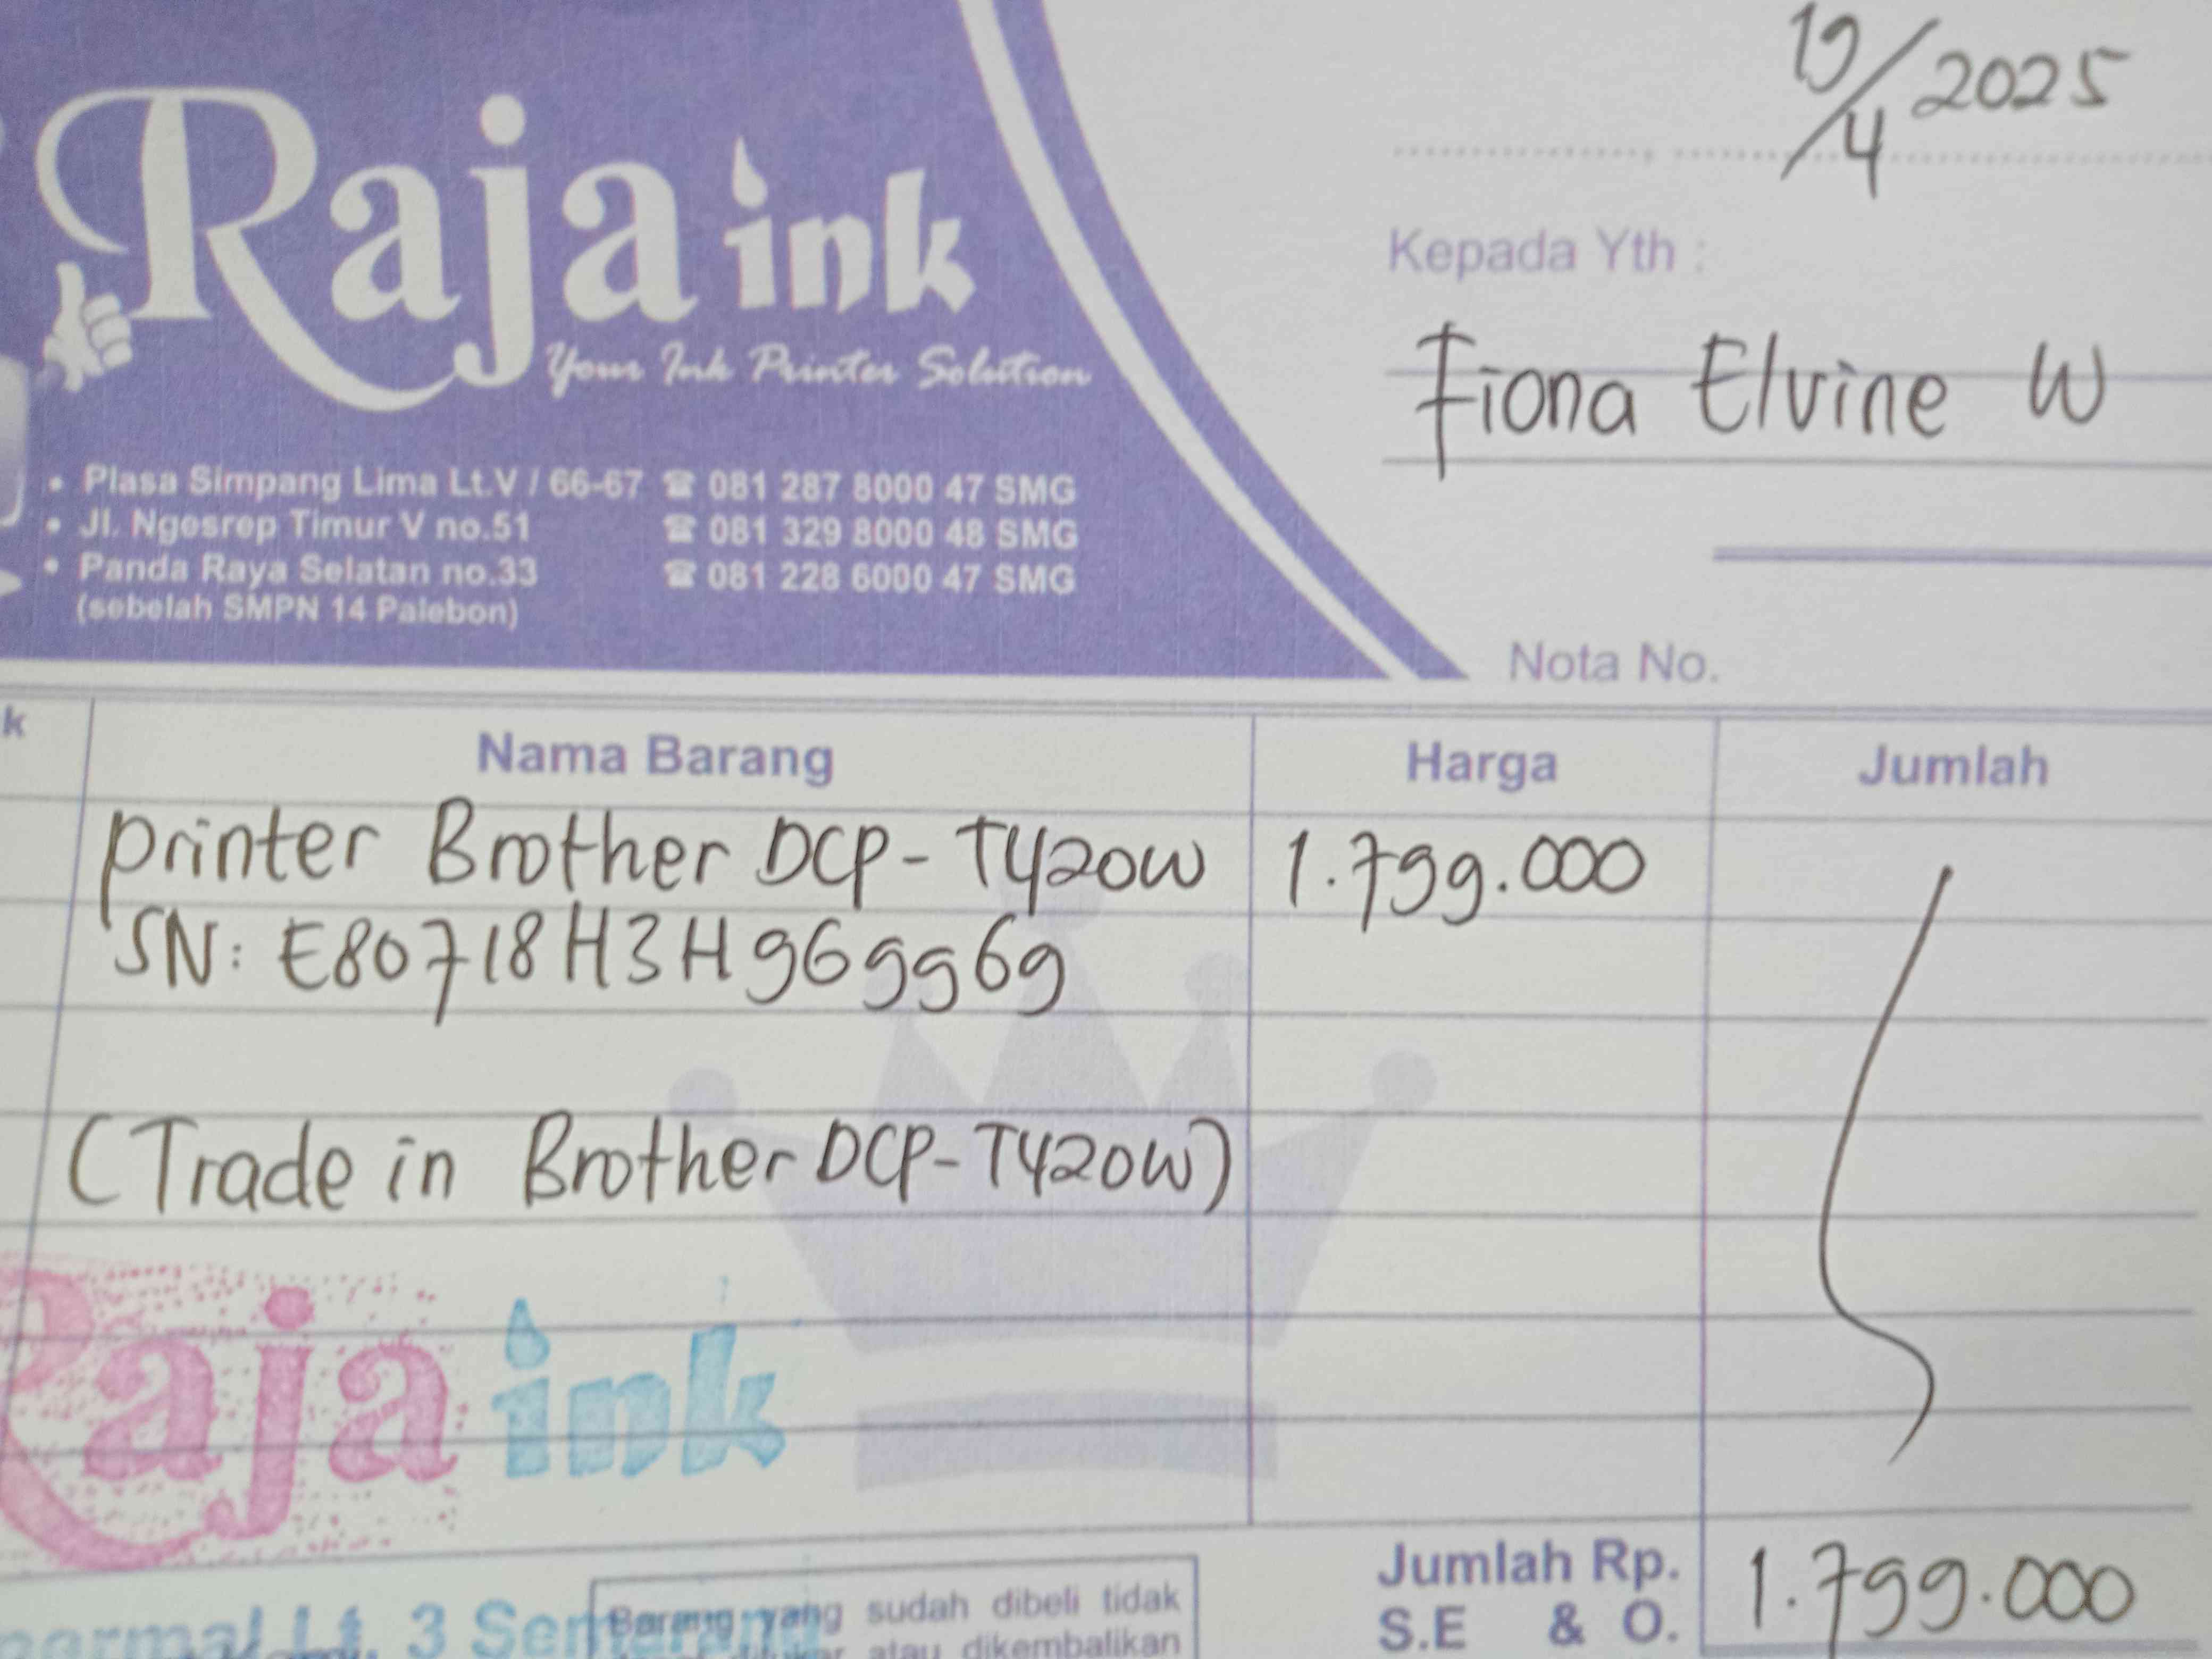 19/4 2025
Raja ink
Your Ink Printer Solution
Kepada Yth :
Fiona Elvine W
• Plasa Simpang Lima Lt.V / 66-67 ☎ 081 287 8000 47 SMG
• Jl. Ngesrep Timur V no.51 ☎ 081 329 8000 48 SMG
• Panda Raya Selatan no.33 ☎ 081 228 6000 47 SMG
(sebelah SMPN 14 Palebon)
Nota No.
k Nama Barang Harga Jumlah
printer Brother DCP-T420W 1.799.000
SN: E80718H3H969969
(Trade in Brother DCP-T420W)
Raja ink
Jumlah Rp. 1.799.000
S.E & O.
Lt. 3 Semarang
Barang yang sudah dibeli tidak
atau dikembalikan